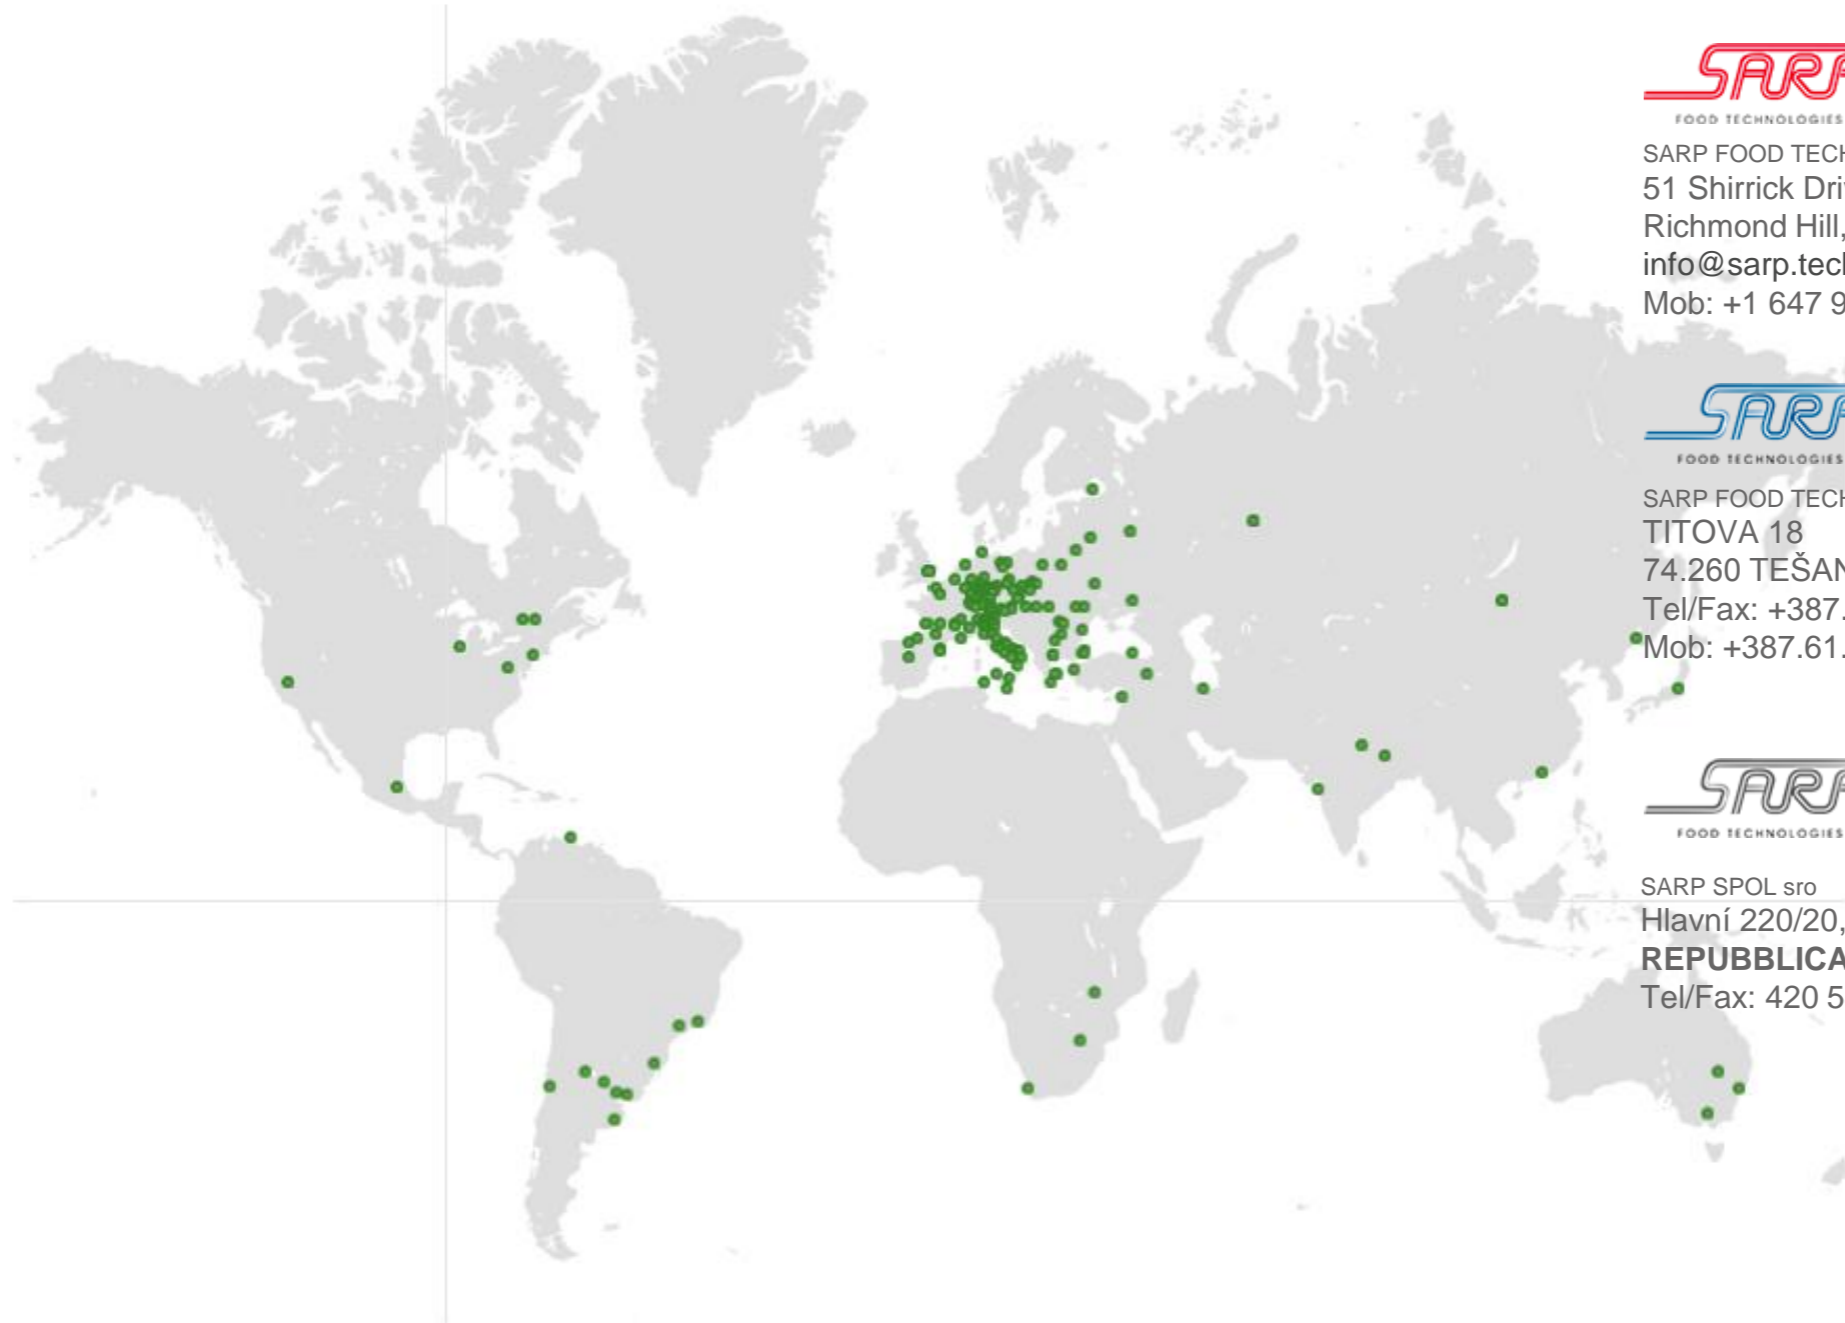 SARP
FOOD TECHNOLOGIES
SARP FOOD TECH
51 Shirrick Dri
Richmond Hill,
info@sarp.tech
Mob: +1 647 9
SARP
FOOD TECHNOLOGIES
SARP FOOD TECH
TITOVA 18
74.260 TEŠAN
Tel/Fax: +387.
Mob: +387.61.
SARP
FOOD TECHNOLOGIES
SARP SPOL sro
Hlavní 220/20,
REPUBBLICA
Tel/Fax: 420 5